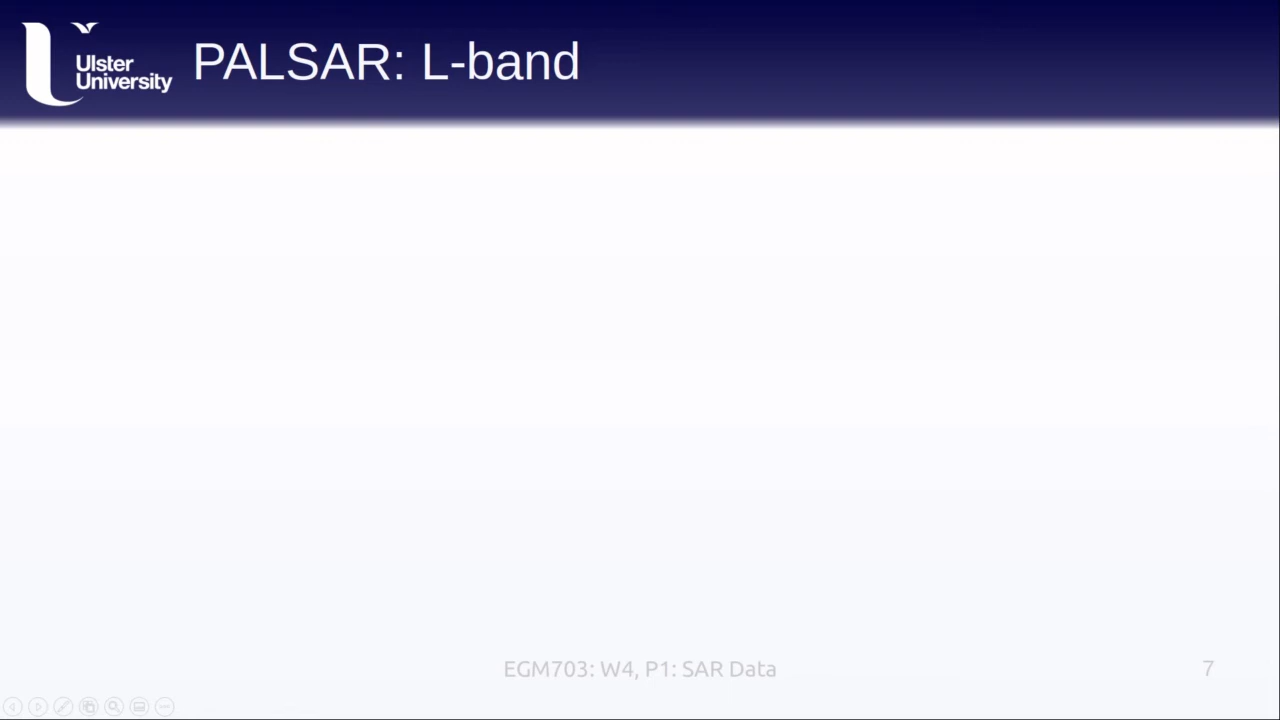 Ulster
University
PALSAR: L-band
EGM703: W4, P1: SAR Data
7